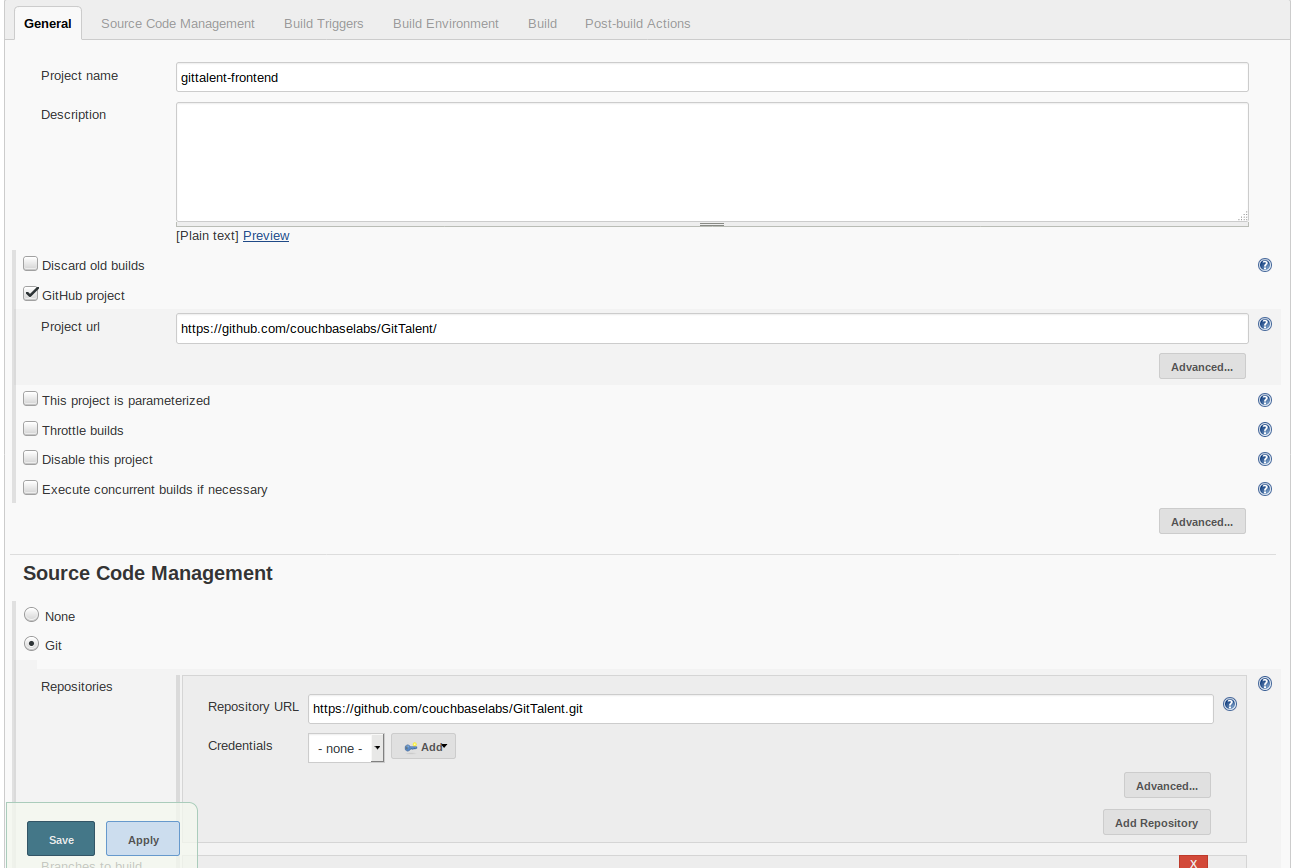 General Source Code Management Build Triggers Build Environment Build Post-build Actions
Project name gittalent-frontend
Description
[Plain text] Preview
Discard old builds
GitHub project
Project url https://github.com/couchbaselabs/GitTalent/
Advanced...
This project is parameterized
Throttle builds
Disable this project
Execute concurrent builds if necessary
Advanced...
Source Code Management
None
Git
Repositories
Repository URL https://github.com/couchbaselabs/GitTalent.git
Credentials - none - Add
Advanced...
Add Repository
Save Apply
Branches to build X